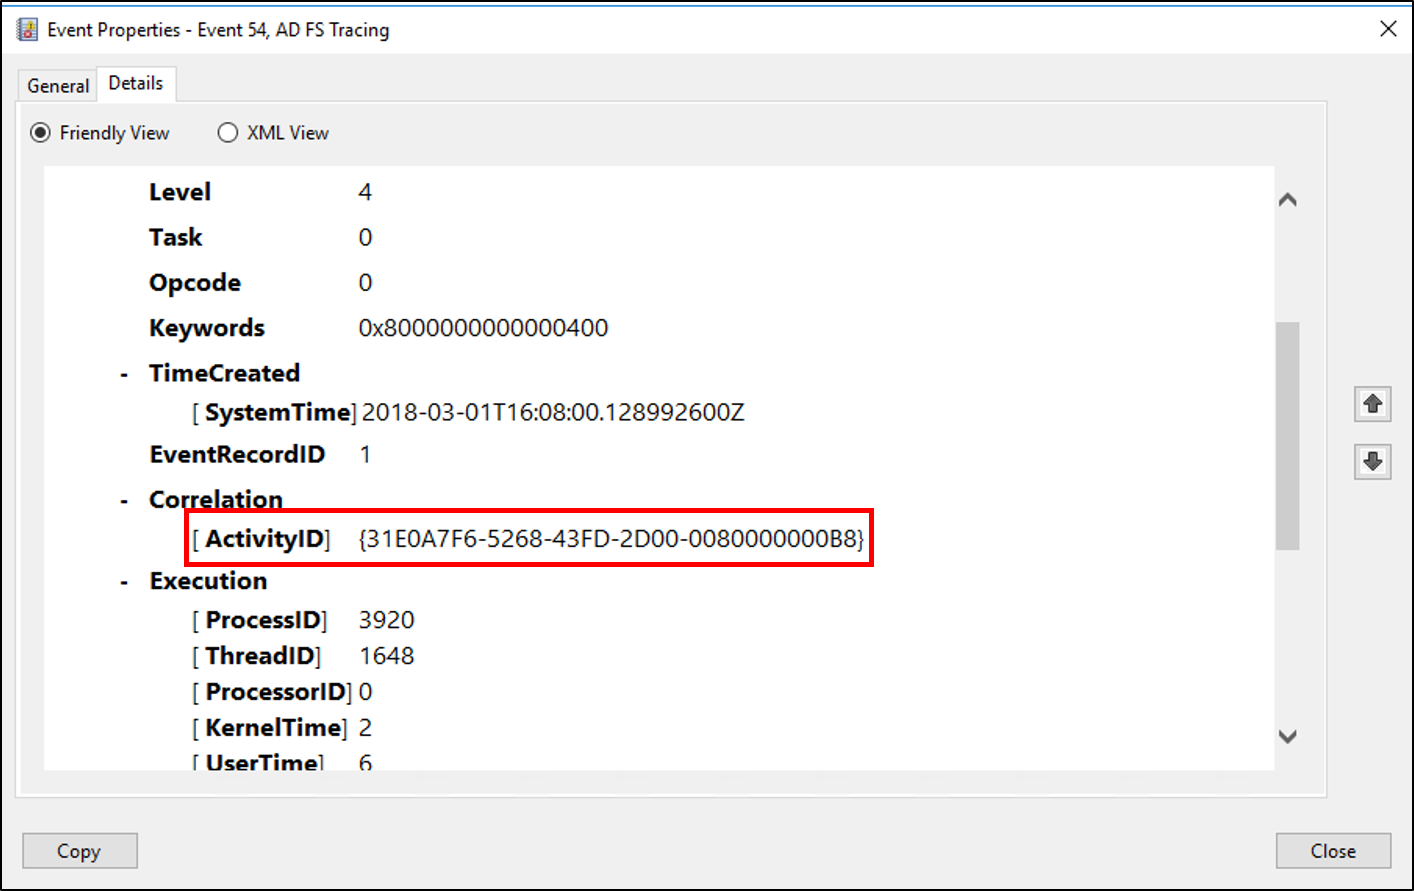 Event Properties - Event 54, AD FS Tracing
General Details
Friendly View XML View
Level 4
Task 0
Opcode 0
Keywords 0x8000000000000400
- TimeCreated
[ SystemTime] 2018-03-01T16:08:00.128992600Z
EventRecordID 1
- Correlation
[ ActivityID] {31E0A7F6-5268-43FD-2D00-0080000000B8}
- Execution
[ ProcessID] 3920
[ ThreadID] 1648
[ ProcessorID] 0
[ KernelTime] 2
[ UserTime] 6
Copy Close